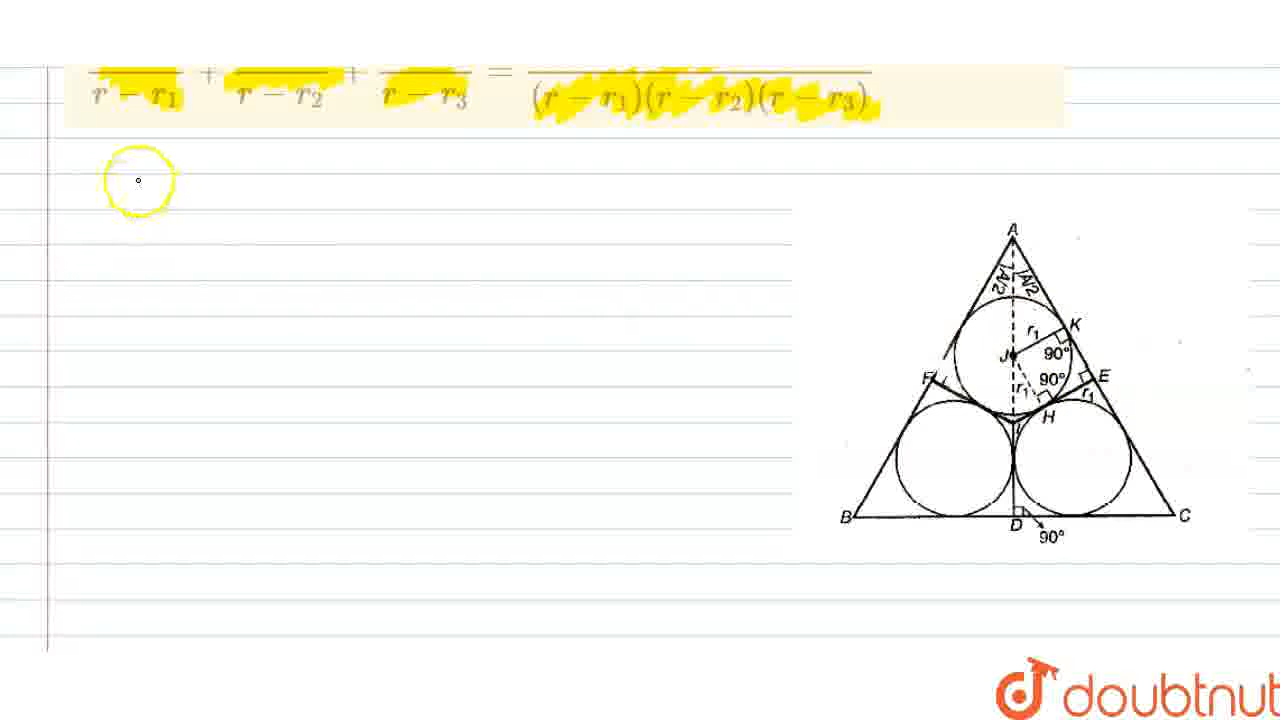 r − r₁ + r − r₂ + r − r₃ = (r − r₁)(r − r₂)(r − r₃)
A
A/2 A/2
r₁ K
J 90°
F 90° E
r₁ r₁
I H
B D C
90°
doubtnut